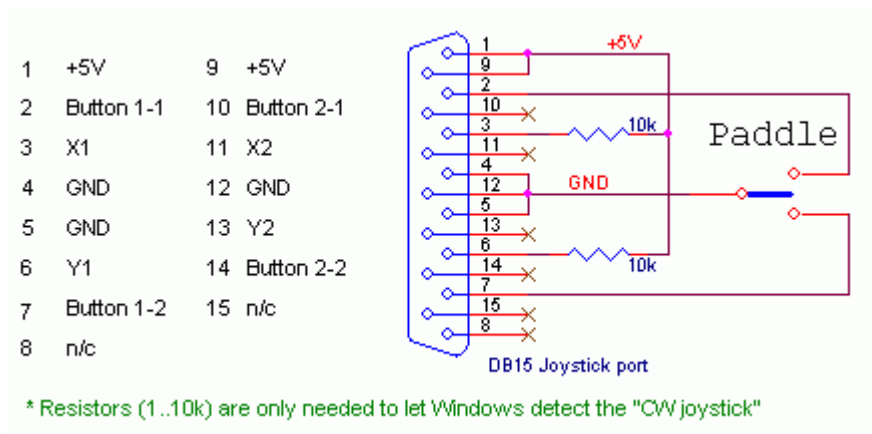 1 +5V 9 +5V
2 Button 1-1 10 Button 2-1
3 X1 11 X2
4 GND 12 GND
5 GND 13 Y2
6 Y1 14 Button 2-2
7 Button 1-2 15 n/c
8 n/c
1
9
2
10
3
11
4
12
5
13
6
14
7
15
8
+5V
10k
Paddle
GND
10k
DB15 Joystick port
* Resistors (1..10k) are only needed to let Windows detect the "CW joystick"